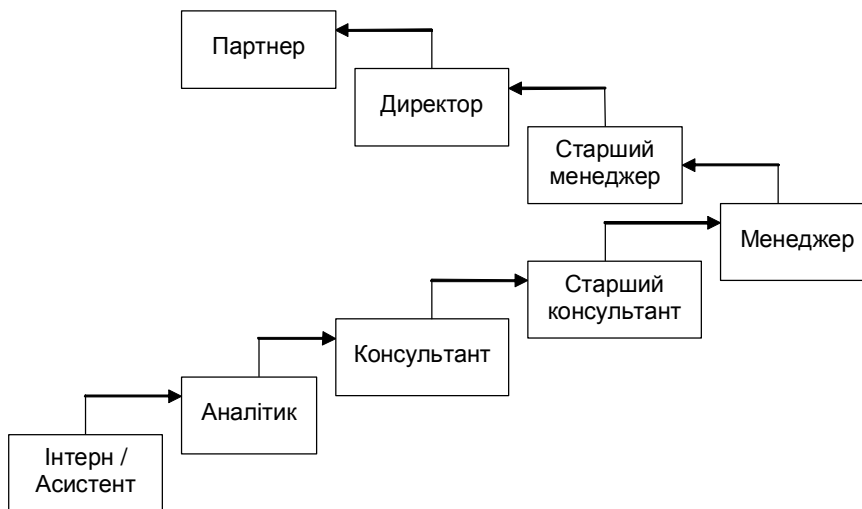 Партнер
Директор
Старший
менеджер
Менеджер
Старший
консультант
Консультант
Аналітик
Інтерн /
Асистент